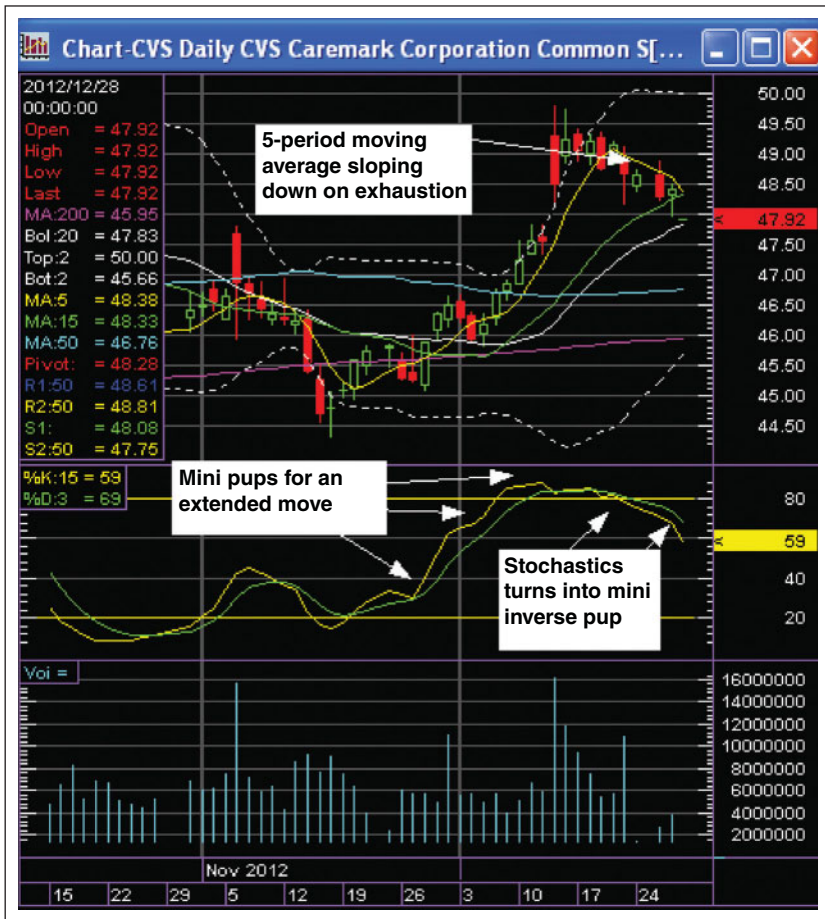 Chart-CVS Daily CVS Caremark Corporation Common S[...
2012/12/28
00:00:00
Open = 47.92
High = 47.92
Low = 47.92
Last = 47.92
MA:200 = 45.95
Bol:20 = 47.83
Top:2 = 50.00
Bot:2 = 45.66
MA:5 = 48.38
MA:15 = 48.33
MA:50 = 46.76
Pivot: = 48.28
R1:50 = 48.61
R2:50 = 48.81
S1: = 48.08
S2:50 = 47.75
5-period moving
average sloping
down on exhaustion
50.00
49.50
49.00
48.50
< 47.92
47.50
47.00
46.50
46.00
45.50
45.00
44.50
%K:15 = 59
%D:3 = 69
Mini pups for an
extended move
Stochastics
turns into mini
inverse pup
80
< 59
40
20
Vol =
16000000
14000000
12000000
10000000
8000000
6000000
4000000
2000000
Nov 2012
15 22 29 5 12 19 26 3 10 17 24